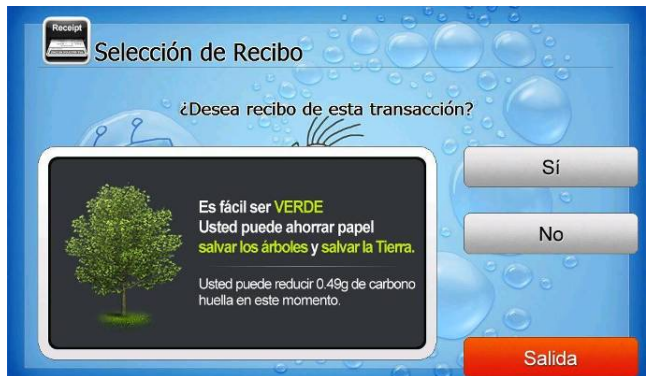 Receipt
Selección de Recibo
¿Desea recibo de esta transacción?
Es fácil ser VERDE
Usted puede ahorrar papel
salvar los árboles y salvar la Tierra.
Usted puede reducir 0.49g de carbono
huella en este momento.
Sí
No
Salida